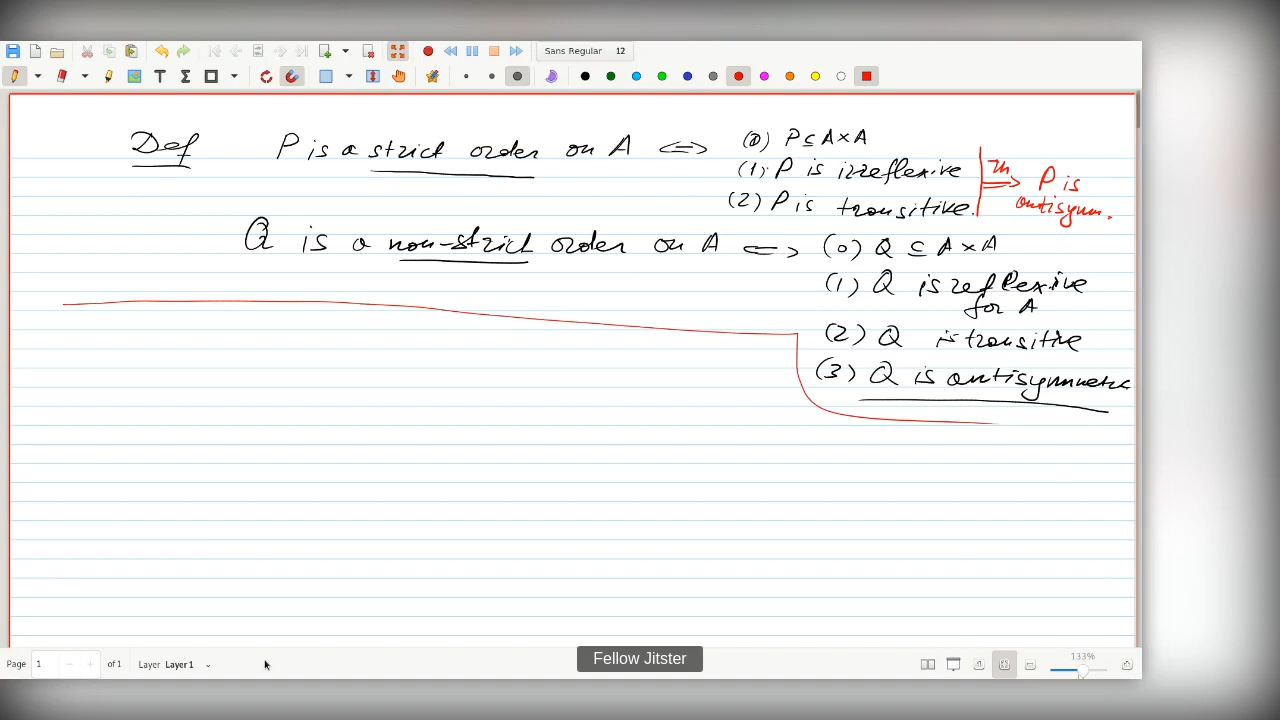 Sans Regular 12
Def P is a strict order on A ⟺ (0) P ⊆ A × A
(1) P is irreflexive
(2) P is transitive.
Th ⟹ P is
antisymm.
Q is a non-strict order on A ⟺ (0) Q ⊆ A × A
(1) Q is reflexive
for A
(2) Q is transitive
(3) Q is antisymmetric
Page 1 of 1 Layer Layer 1
Fellow Jitster
133%